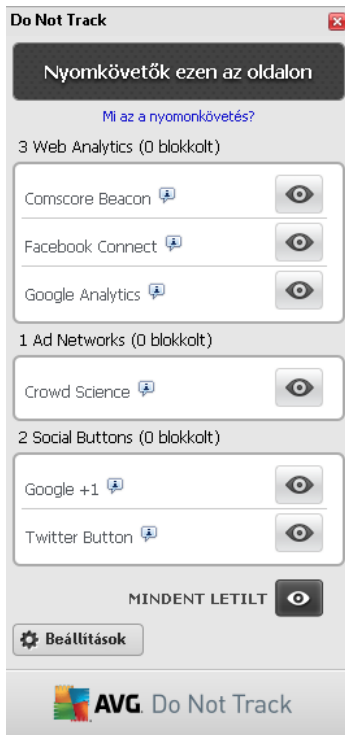 Do Not Track
Nyomkövetők ezen az oldalon
Mi az a nyomonkövetés?
3 Web Analytics (0 blokkolt)
Comscore Beacon
Facebook Connect
Google Analytics
1 Ad Networks (0 blokkolt)
Crowd Science
2 Social Buttons (0 blokkolt)
Google +1
Twitter Button
MINDENT LETILT
Beállítások
AVG. Do Not Track